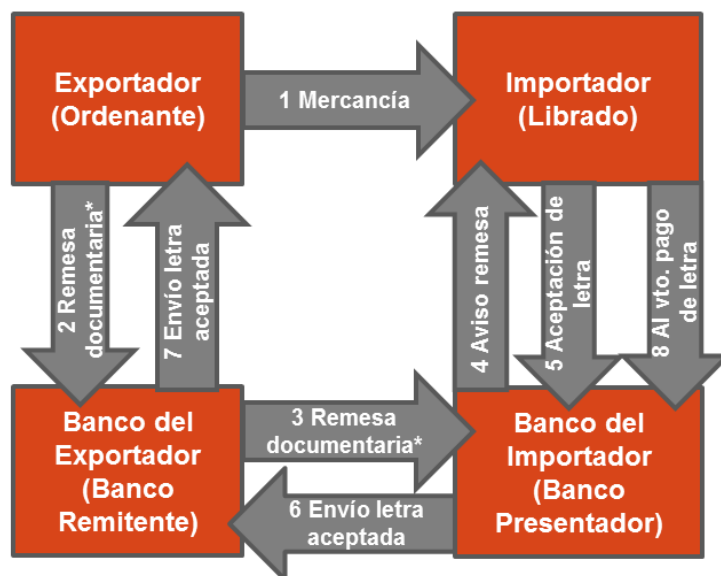 Exportador
(Ordenante)
1 Mercancía
Importador
(Librado)
2 Remesa
documentaria*
7 Envío letra
aceptada
4 Aviso remesa
5 Aceptación de
letra
8 Al vto. pago
de letra
Banco del
Exportador
(Banco
Remitente)
3 Remesa
documentaria*
6 Envío letra
aceptada
Banco del
Importador
(Banco
Presentador)